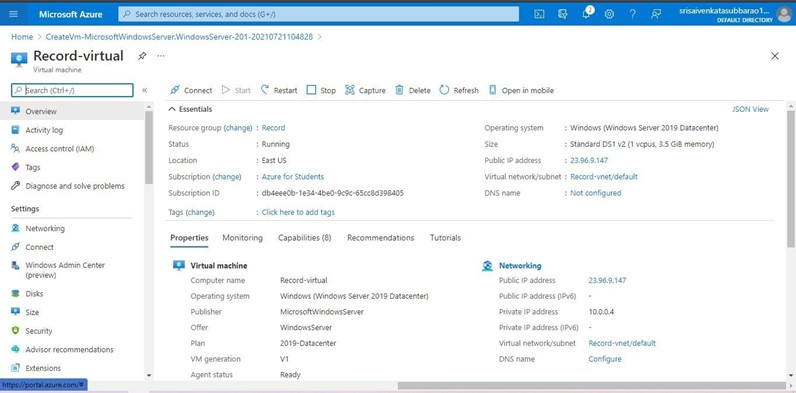 Microsoft Azure
Search resources, services, and docs (G+/)
2
srisaivenkatasubbarao1...
DEFAULT DIRECTORY
Home > CreateVm-MicrosoftWindowsServer.WindowsServer-201-20210721104828 >
Record-virtual
Virtual machine
Search (Ctrl+/)
Overview
Activity log
Access control (IAM)
Tags
Diagnose and solve problems
Settings
Networking
Connect
Windows Admin Center
(preview)
Disks
Size
Security
Advisor recommendations
Extensions
https://portal.azure.com/#
Connect Start Restart Stop Capture Delete Refresh Open in mobile
Essentials JSON View
Resource group (change) : Record
Status : Running
Location : East US
Subscription (change) : Azure for Students
Subscription ID : db4eee0b-1e34-4be0-9c9c-65cc8d398405
Tags (change) : Click here to add tags
Operating system : Windows (Windows Server 2019 Datacenter)
Size : Standard DS1 v2 (1 vcpus, 3.5 GiB memory)
Public IP address : 23.96.9.147
Virtual network/subnet : Record-vnet/default
DNS name : Not configured
Properties Monitoring Capabilities (8) Recommendations Tutorials
Virtual machine
Computer name Record-virtual
Operating system Windows (Windows Server 2019 Datacenter)
Publisher MicrosoftWindowsServer
Offer WindowsServer
Plan 2019-Datacenter
VM generation V1
Agent status Ready
Networking
Public IP address 23.96.9.147
Public IP address (IPv6) -
Private IP address 10.0.0.4
Private IP address (IPv6) -
Virtual network/subnet Record-vnet/default
DNS name Configure